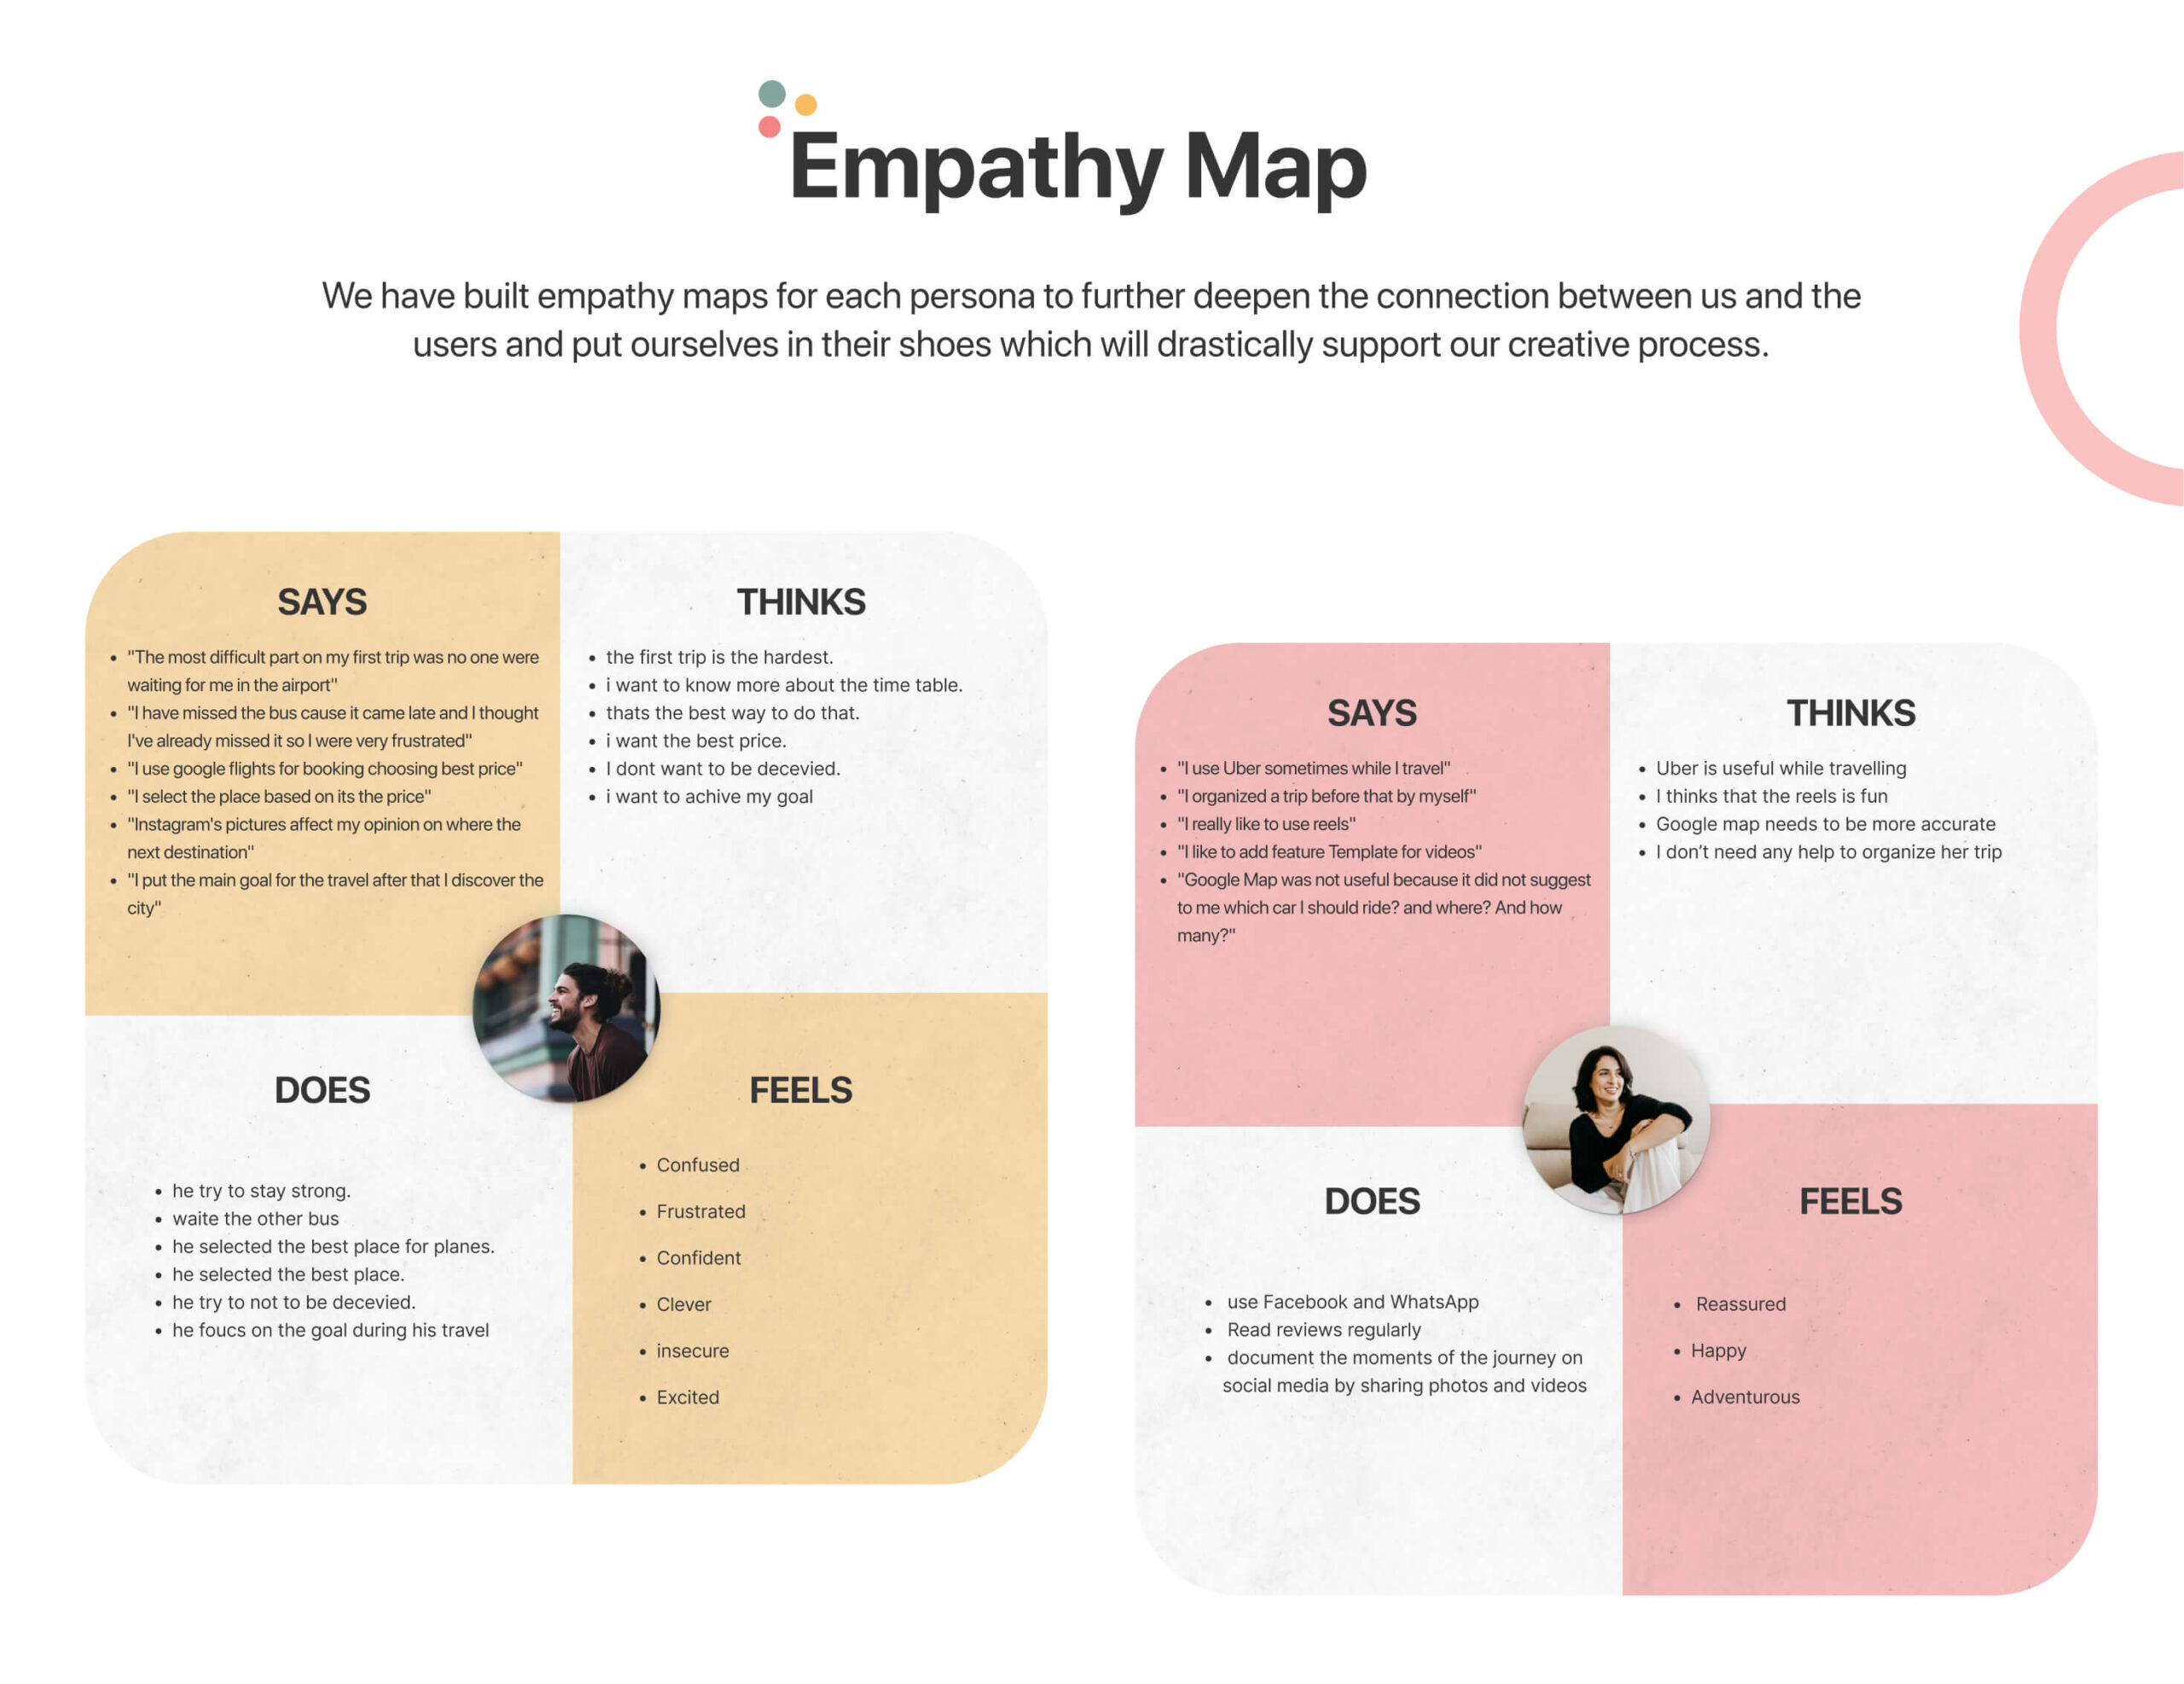 Empathy Map
We have built empathy maps for each persona to further deepen the connection between us and the
users and put ourselves in their shoes which will drastically support our creative process.
SAYS
• "The most difficult part on my first trip was no one were
waiting for me in the airport"
• "I have missed the bus cause it came late and I thought
I've already missed it so I were very frustrated"
• "I use google flights for booking choosing best price"
• "I select the place based on its the price"
• "Instagram's pictures affect my opinion on where the
next destination"
• "I put the main goal for the travel after that I discover the
city"
THINKS
• the first trip is the hardest.
• i want to know more about the time table.
• thats the best way to do that.
• i want the best price.
• I dont want to be decevied.
• i want to achive my goal
DOES
• he try to stay strong.
• waite the other bus
• he selected the best place for planes.
• he selected the best place.
• he try to not to be decevied.
• he foucs on the goal during his travel
FEELS
• Confused
• Frustrated
• Confident
• Clever
• insecure
• Excited
SAYS
• "I use Uber sometimes while I travel"
• "I organized a trip before that by myself"
• "I really like to use reels"
• "I like to add feature Template for videos"
• "Google Map was not useful because it did not suggest
to me which car I should ride? and where? And how
many?"
THINKS
• Uber is useful while travelling
• I thinks that the reels is fun
• Google map needs to be more accurate
• I don't need any help to organize her trip
DOES
• use Facebook and WhatsApp
• Read reviews regularly
• document the moments of the journey on
social media by sharing photos and videos
FEELS
• Reassured
• Happy
• Adventurous